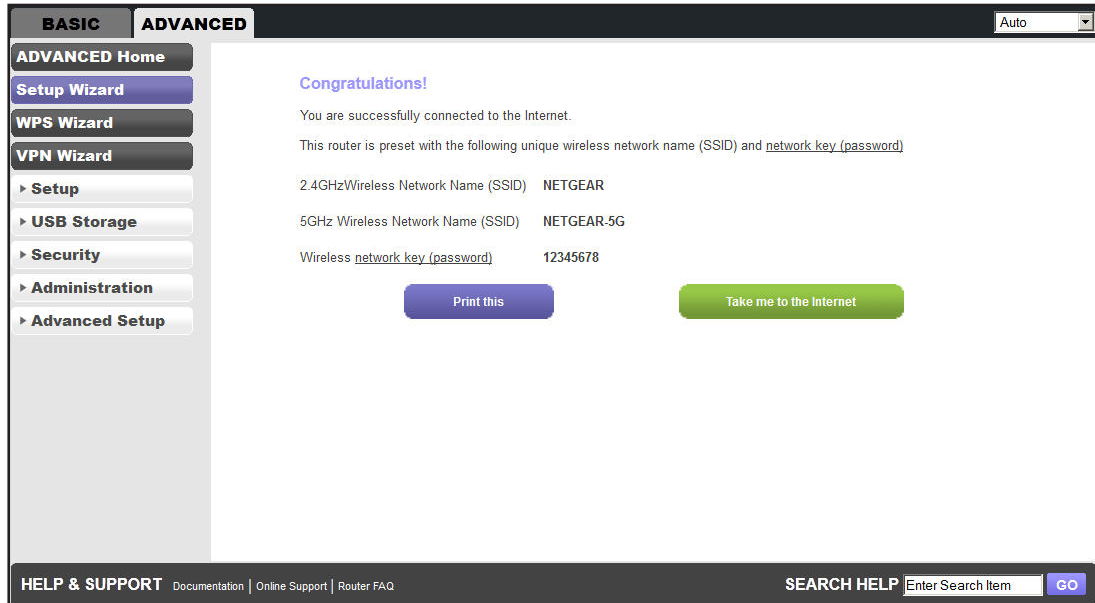 BASIC ADVANCED Auto
ADVANCED Home
Setup Wizard
WPS Wizard
VPN Wizard
Setup
USB Storage
Security
Administration
Advanced Setup
Congratulations!
You are successfully connected to the Internet.
This router is preset with the following unique wireless network name (SSID) and network key (password)
2.4GHzWireless Network Name (SSID) NETGEAR
5GHz Wireless Network Name (SSID) NETGEAR-5G
Wireless network key (password) 12345678
Print this Take me to the Internet
HELP & SUPPORT Documentation | Online Support | Router FAQ SEARCH HELP Enter Search Item GO